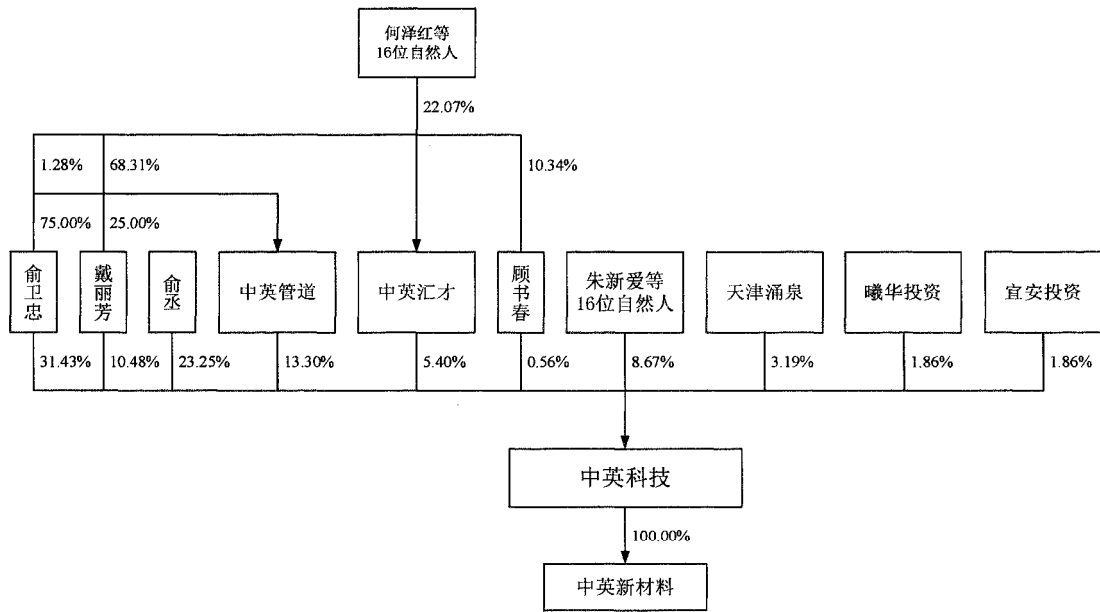 何泽红等
16位自然人
22.07%
1.28%
68.31%
10.34%
75.00%
25.00%
俞卫忠
戴丽芳
俞丞
中英管道
中英汇才
顾书春
朱新爱等
16位自然人
天津涌泉
曦华投资
宜安投资
31.43%
10.48%
23.25%
13.30%
5.40%
0.56%
8.67%
3.19%
1.86%
1.86%
中英科技
100.00%
中英新材料